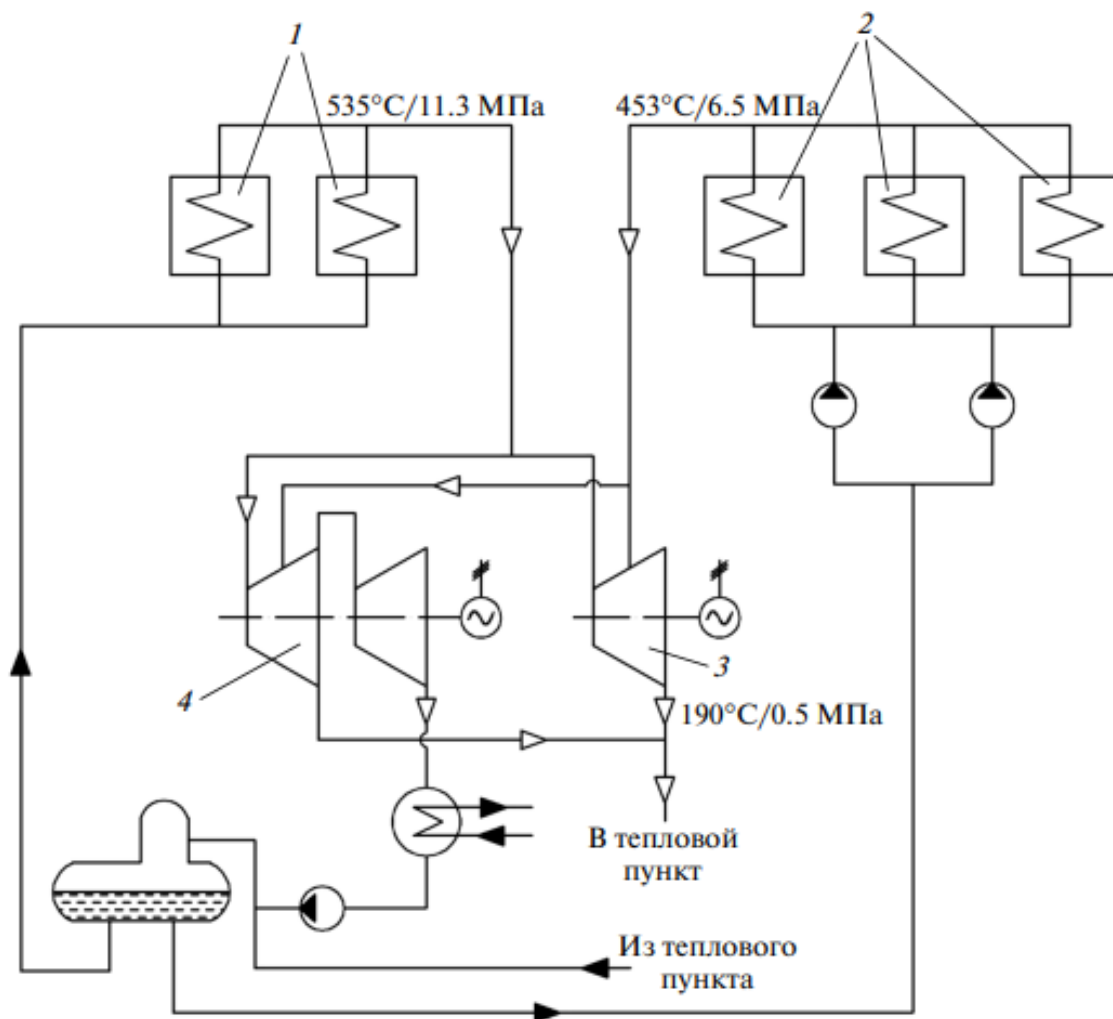 1
2
535°C/11.3 МПа
453°C/6.5 МПа
4
3
190°C/0.5 МПа
В тепловой
пункт
Из теплового
пункта